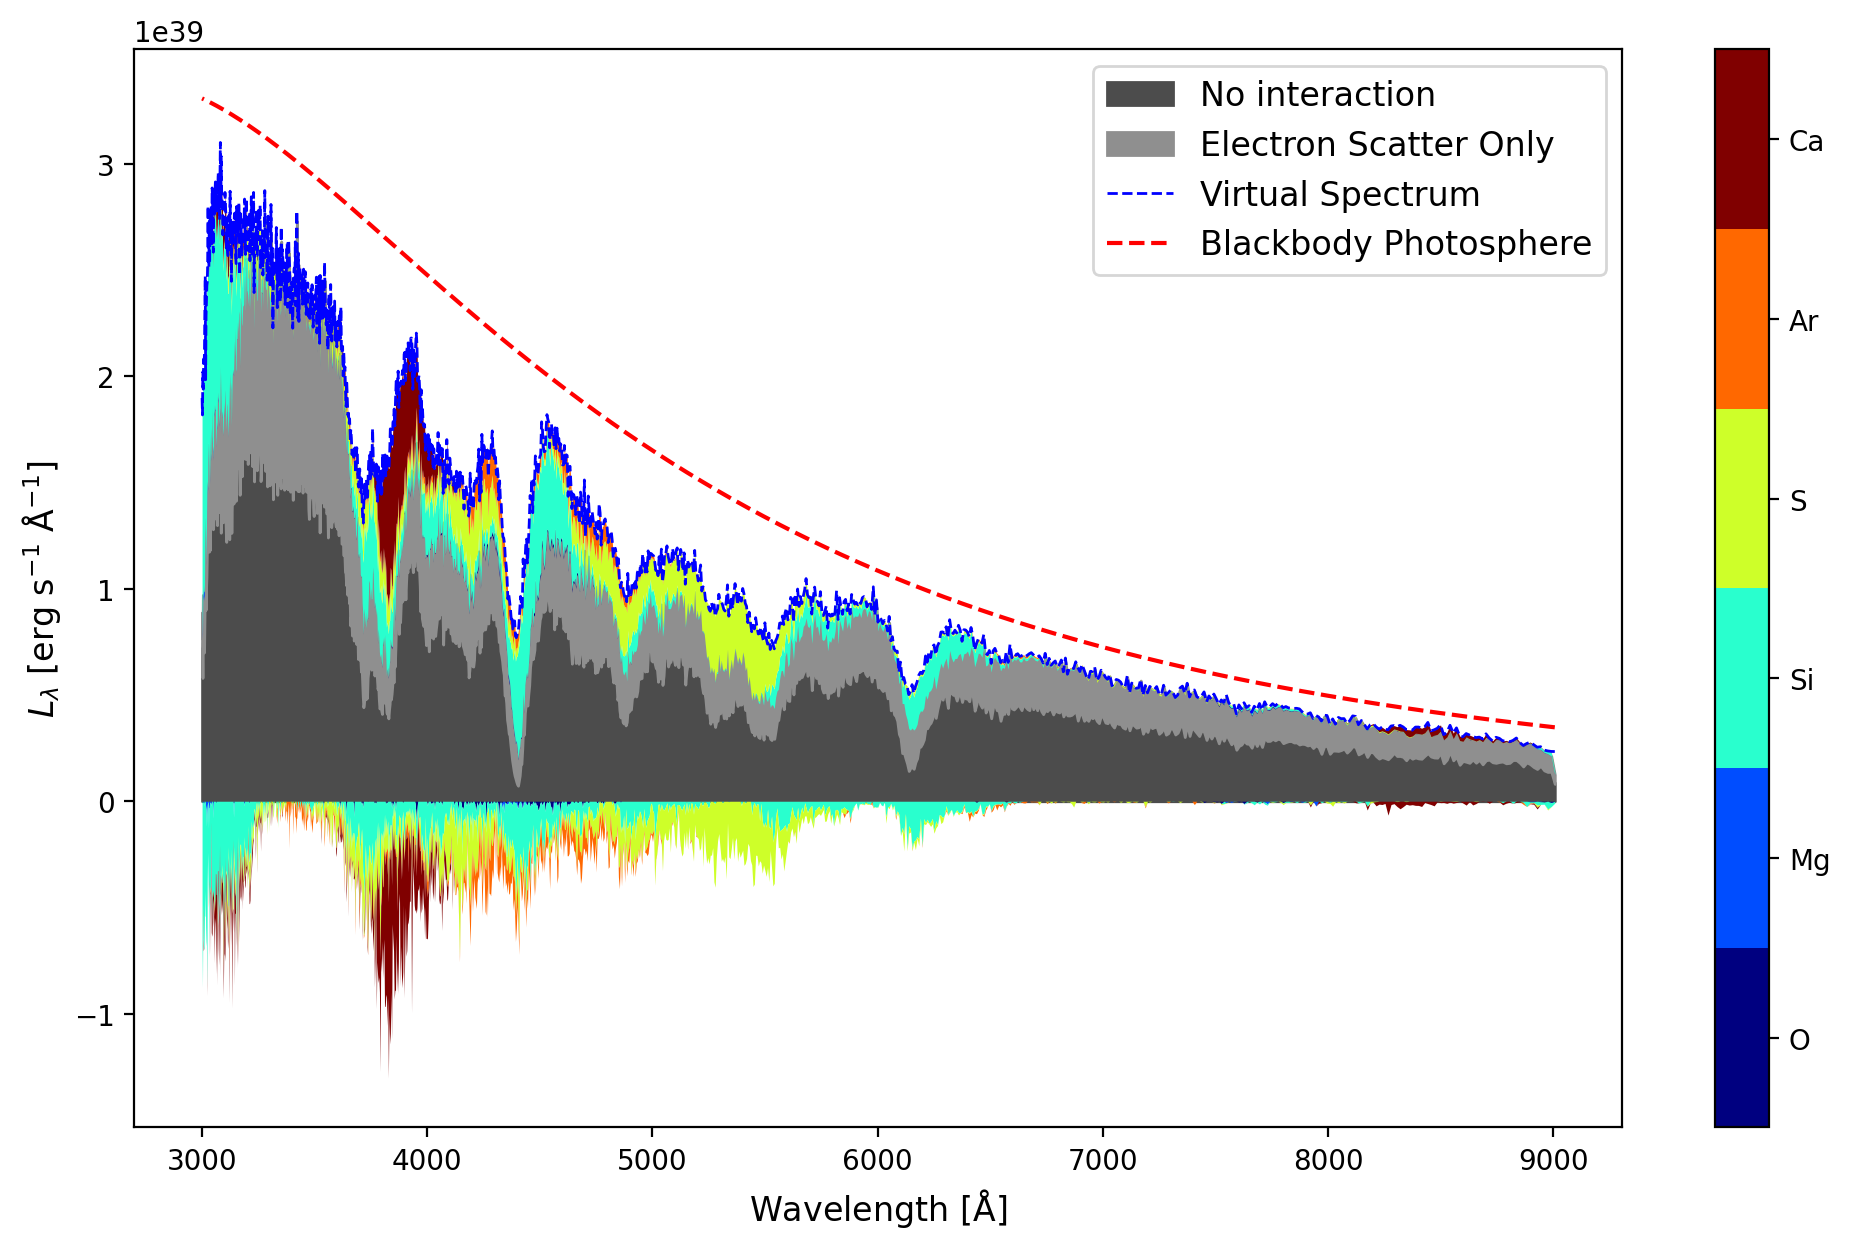 1e39
No interaction
Electron Scatter Only
Virtual Spectrum
Blackbody Photosphere
3
2
1
0
−1
L_λ [erg s⁻¹ Å⁻¹]
3000 4000 5000 6000 7000 8000 9000
Wavelength [Å]
Ca
Ar
S
Si
Mg
O